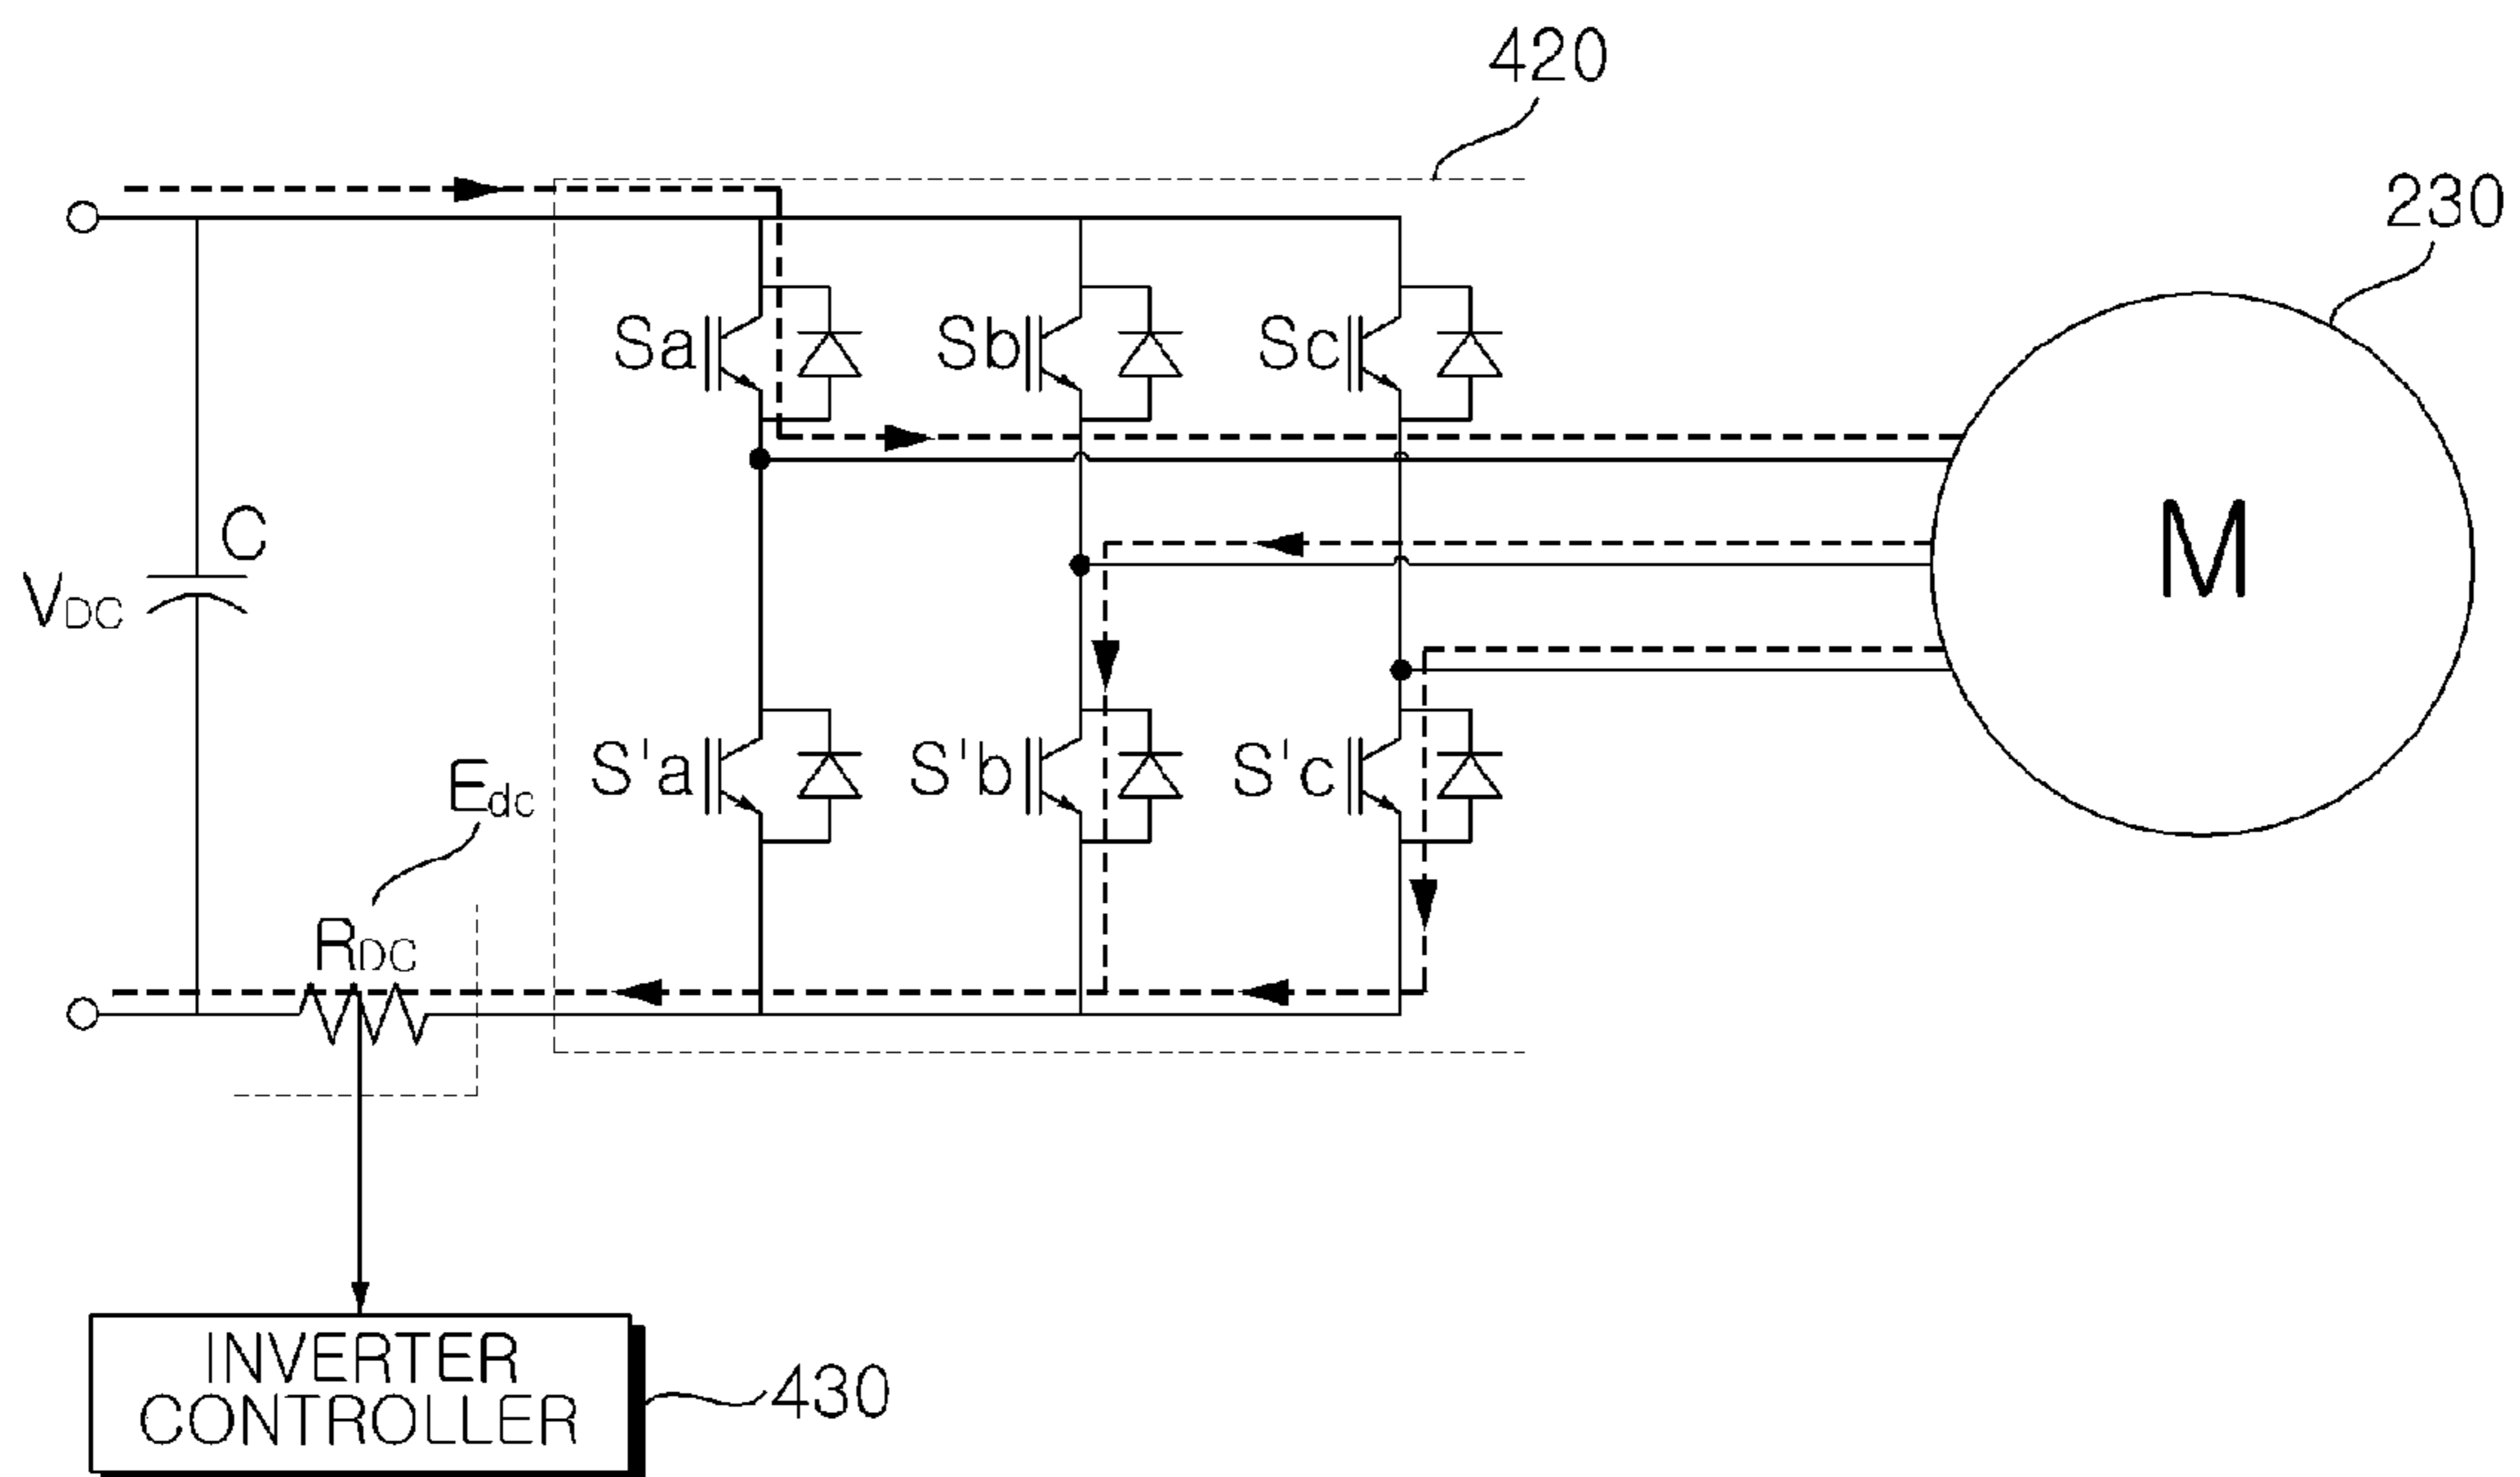 420
230
Sa
Sb
Sc
C
VDC
M
S'a
S'b
S'c
Edc
RDC
INVERTER
CONTROLLER
430